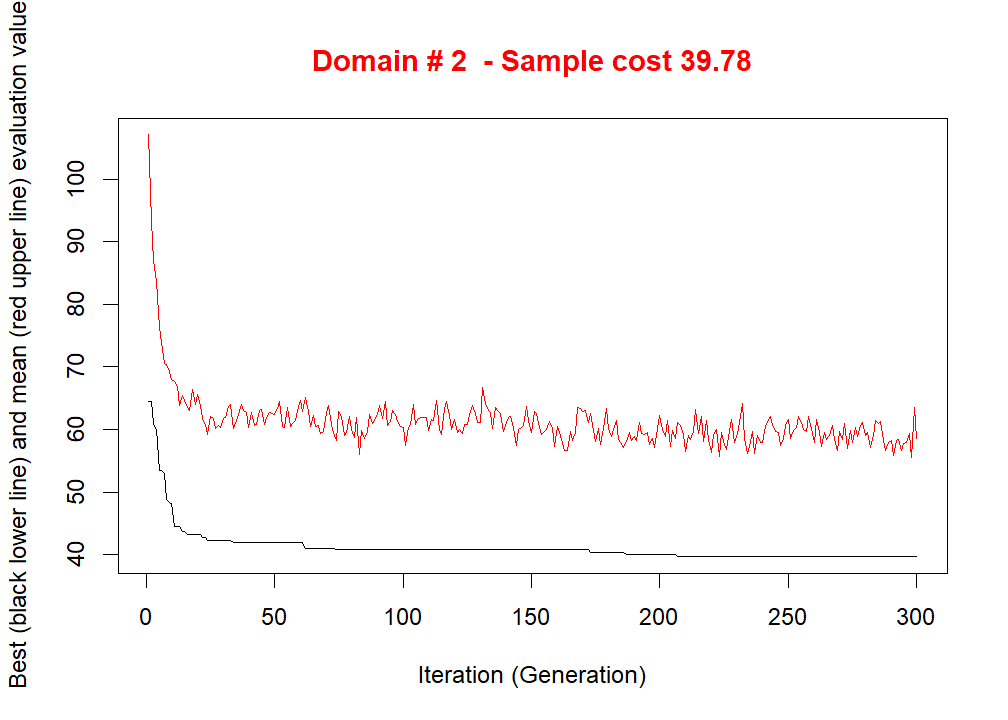 Domain # 2  - Sample cost 39.78
Best (black lower line) and mean (red upper line) evaluation value
100
90
80
70
60
50
40
0 50 100 150 200 250 300
Iteration (Generation)